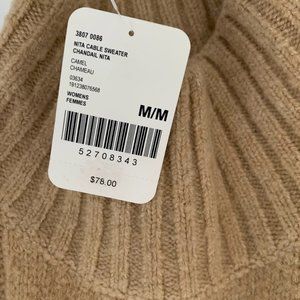 3807 0086
NITA CABLE SWEATER
CHANDAIL NITA
CAMEL
CHAMEAU
03634
191238076568
WOMENS
FEMMES
M/M
52708343
$78.00